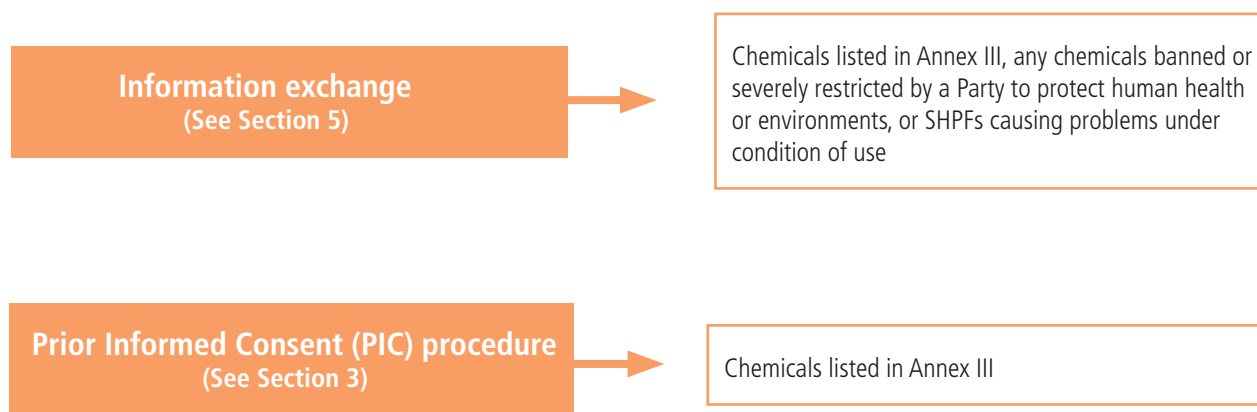 Information exchange
(See Section 5)
Chemicals listed in Annex III, any chemicals banned or
severely restricted by a Party to protect human health
or environments, or SHPFs causing problems under
condition of use
Prior Informed Consent (PIC) procedure
(See Section 3)
Chemicals listed in Annex III